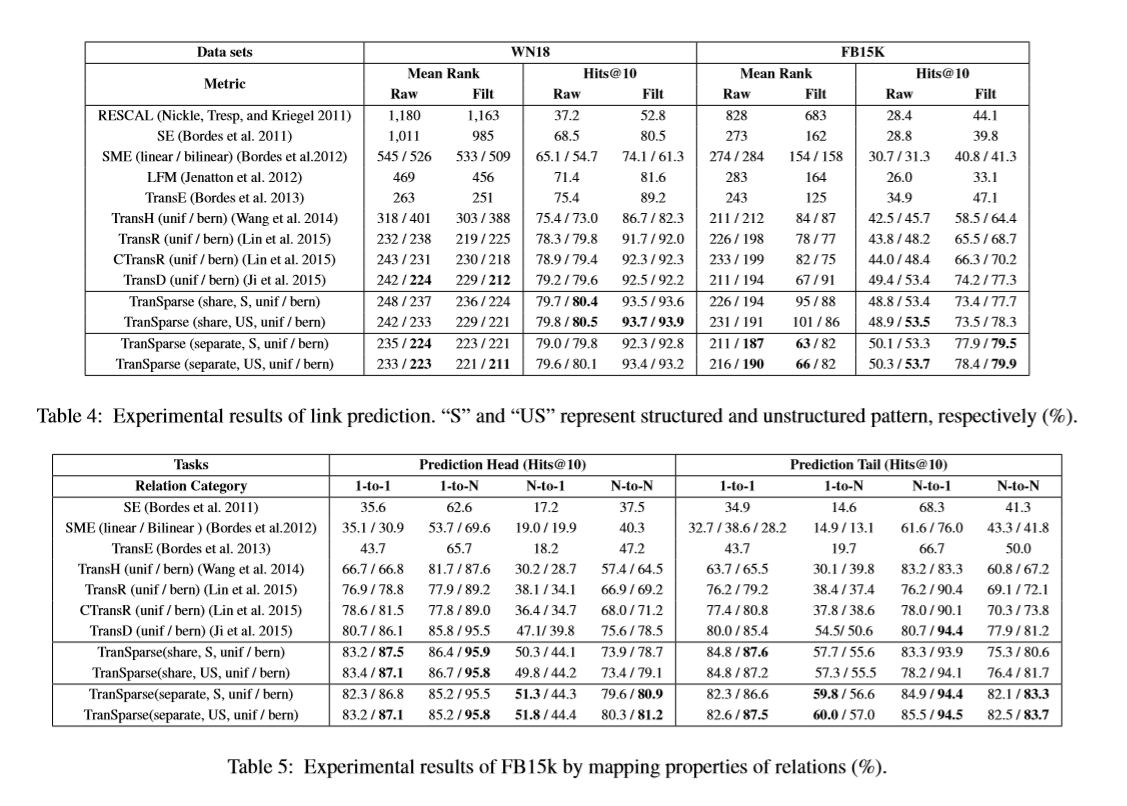 Data sets WN18 FB15K
Metric Mean Rank Hits@10 Mean Rank Hits@10
Raw Filt Raw Filt Raw Filt Raw Filt
RESCAL (Nickle, Tresp, and Kriegel 2011) 1,180 1,163 37.2 52.8 828 683 28.4 44.1
SE (Bordes et al. 2011) 1,011 985 68.5 80.5 273 162 28.8 39.8
SME (linear / bilinear) (Bordes et al.2012) 545 / 526 533 / 509 65.1 / 54.7 74.1 / 61.3 274 / 284 154 / 158 30.7 / 31.3 40.8 / 41.3
LFM (Jenatton et al. 2012) 469 456 71.4 81.6 283 164 26.0 33.1
TransE (Bordes et al. 2013) 263 251 75.4 89.2 243 125 34.9 47.1
TransH (unif / bern) (Wang et al. 2014) 318 / 401 303 / 388 75.4 / 73.0 86.7 / 82.3 211 / 212 84 / 87 42.5 / 45.7 58.5 / 64.4
TransR (unif / bern) (Lin et al. 2015) 232 / 238 219 / 225 78.3 / 79.8 91.7 / 92.0 226 / 198 78 / 77 43.8 / 48.2 65.5 / 68.7
CTransR (unif / bern) (Lin et al. 2015) 243 / 231 230 / 218 78.9 / 79.4 92.3 / 92.3 233 / 199 82 / 75 44.0 / 48.4 66.3 / 70.2
TransD (unif / bern) (Ji et al. 2015) 242 / 224 229 / 212 79.2 / 79.6 92.5 / 92.2 211 / 194 67 / 91 49.4 / 53.4 74.2 / 77.3
TranSparse (share, S, unif / bern) 248 / 237 236 / 224 79.7 / 80.4 93.5 / 93.6 226 / 194 95 / 88 48.8 / 53.4 73.4 / 77.7
TranSparse (share, US, unif / bern) 242 / 233 229 / 221 79.8 / 80.5 93.7 / 93.9 231 / 191 101 / 86 48.9 / 53.5 73.5 / 78.3
TranSparse (separate, S, unif / bern) 235 / 224 223 / 221 79.0 / 79.8 92.3 / 92.8 211 / 187 63 / 82 50.1 / 53.3 77.9 / 79.5
TranSparse (separate, US, unif / bern) 233 / 223 221 / 211 79.6 / 80.1 93.4 / 93.2 216 / 190 66 / 82 50.3 / 53.7 78.4 / 79.9
Table 4: Experimental results of link prediction. “S” and “US” represent structured and unstructured pattern, respectively (%).
Tasks Prediction Head (Hits@10) Prediction Tail (Hits@10)
Relation Category 1-to-1 1-to-N N-to-1 N-to-N 1-to-1 1-to-N N-to-1 N-to-N
SE (Bordes et al. 2011) 35.6 62.6 17.2 37.5 34.9 14.6 68.3 41.3
SME (linear / Bilinear ) (Bordes et al.2012) 35.1 / 30.9 53.7 / 69.6 19.0 / 19.9 40.3 32.7 / 38.6 / 28.2 14.9 / 13.1 61.6 / 76.0 43.3 / 41.8
TransE (Bordes et al. 2013) 43.7 65.7 18.2 47.2 43.7 19.7 66.7 50.0
TransH (unif / bern) (Wang et al. 2014) 66.7 / 66.8 81.7 / 87.6 30.2 / 28.7 57.4 / 64.5 63.7 / 65.5 30.1 / 39.8 83.2 / 83.3 60.8 / 67.2
TransR (unif / bern) (Lin et al. 2015) 76.9 / 78.8 77.9 / 89.2 38.1 / 34.1 66.9 / 69.2 76.2 / 79.2 38.4 / 37.4 76.2 / 90.4 69.1 / 72.1
CTransR (unif / bern) (Lin et al. 2015) 78.6 / 81.5 77.8 / 89.0 36.4 / 34.7 68.0 / 71.2 77.4 / 80.8 37.8 / 38.6 78.0 / 90.1 70.3 / 73.8
TransD (unif / bern) (Ji et al. 2015) 80.7 / 86.1 85.8 / 95.5 47.1/ 39.8 75.6 / 78.5 80.0 / 85.4 54.5/ 50.6 80.7 / 94.4 77.9 / 81.2
TranSparse(share, S, unif / bern) 83.2 / 87.5 86.4 / 95.9 50.3 / 44.1 73.9 / 78.7 84.8 / 87.6 57.7 / 55.6 83.3 / 93.9 75.3 / 80.6
TranSparse(share, US, unif / bern) 83.4 / 87.1 86.7 / 95.8 49.8 / 44.2 73.4 / 79.1 84.8 / 87.2 57.3 / 55.5 78.2 / 94.1 76.4 / 81.7
TranSparse(separate, S, unif / bern) 82.3 / 86.8 85.2 / 95.5 51.3 / 44.3 79.6 / 80.9 82.3 / 86.6 59.8 / 56.6 84.9 / 94.4 82.1 / 83.3
TranSparse(separate, US, unif / bern) 83.2 / 87.1 85.2 / 95.8 51.8 / 44.4 80.3 / 81.2 82.6 / 87.5 60.0 / 57.0 85.5 / 94.5 82.5 / 83.7
Table 5: Experimental results of FB15k by mapping properties of relations (%).